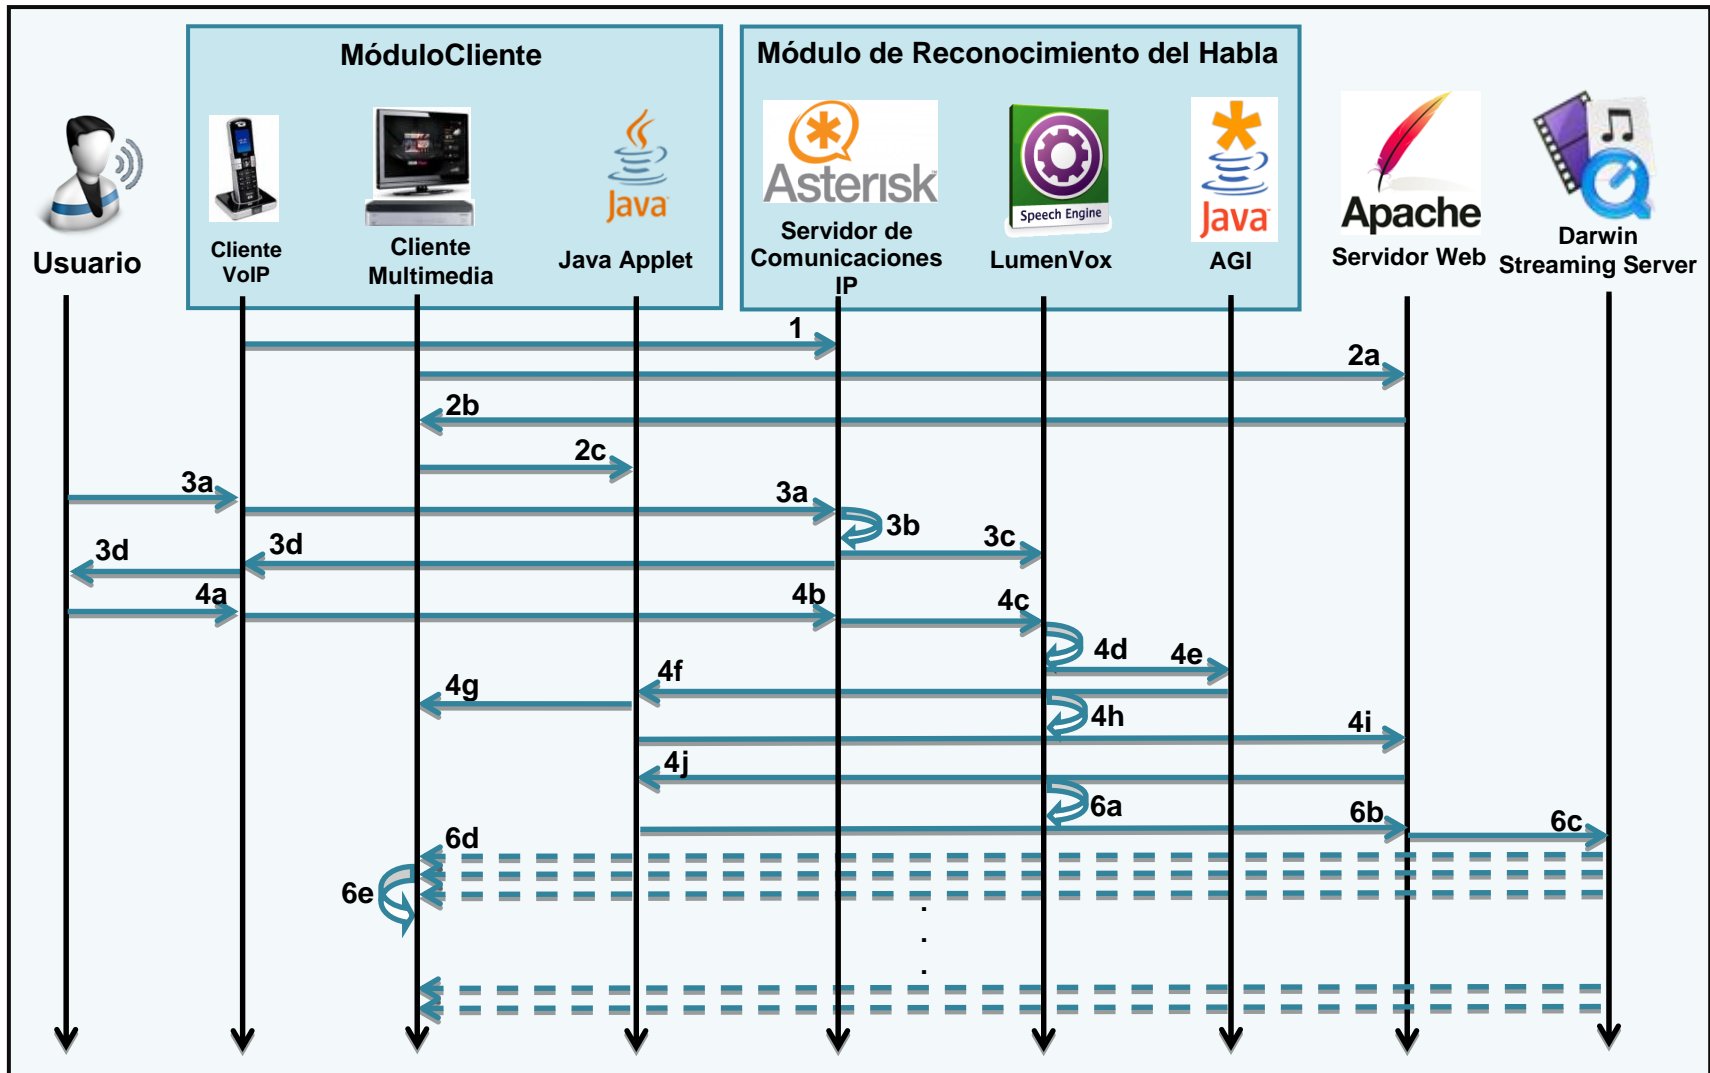 MóduloCliente
Módulo de Reconocimiento del Habla
Usuario
Cliente
VoIP
Cliente
Multimedia
Java
Java Applet
Asterisk
Servidor de
Comunicaciones
IP
Speech Engine
LumenVox
Java
AGI
Apache
Servidor Web
Darwin
Streaming Server
1
2a
2b
2c
3a
3a
3b
3c
3d
3d
4a
4b
4c
4d
4e
4f
4g
4h
4i
4j
6a
6b
6c
6d
6e